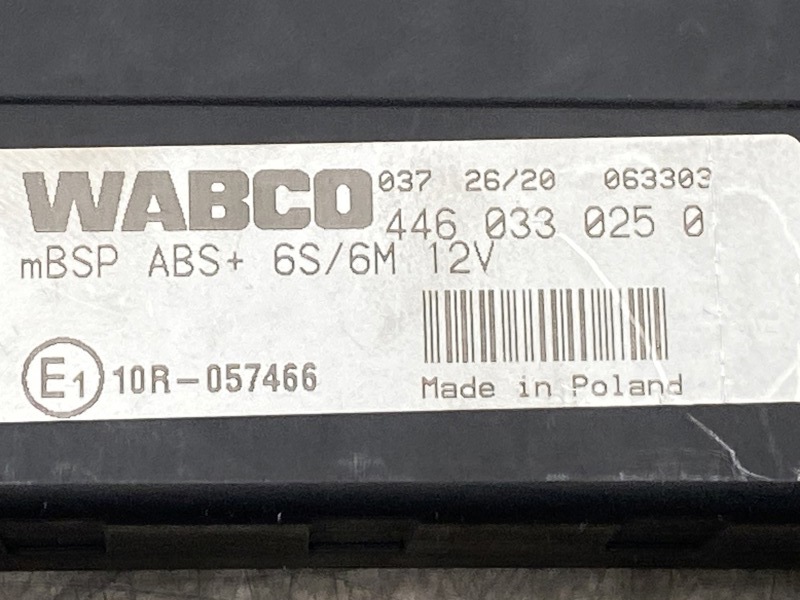 WABCO 037 26/20 063303
446 033 025 0
mBSP ABS+ 6S/6M 12V
E1 10R-057466
Made in Poland